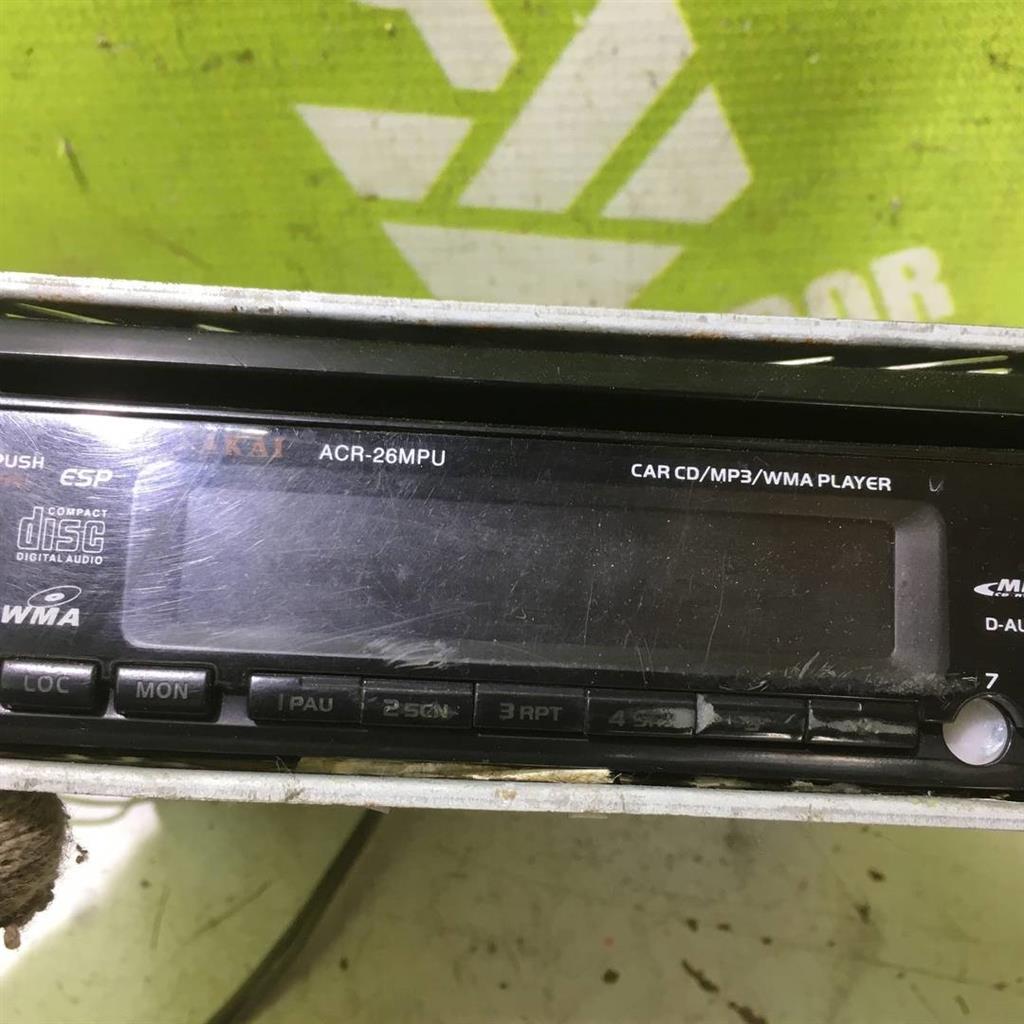 PUSH
ESP
AKAI
ACR-26MPU
CAR CD/MP3/WMA PLAYER
COMPACT
disc
DIGITAL AUDIO
WMA
D-AU
7
LOC
MON
1 PAU
2 SCN
3 RPT